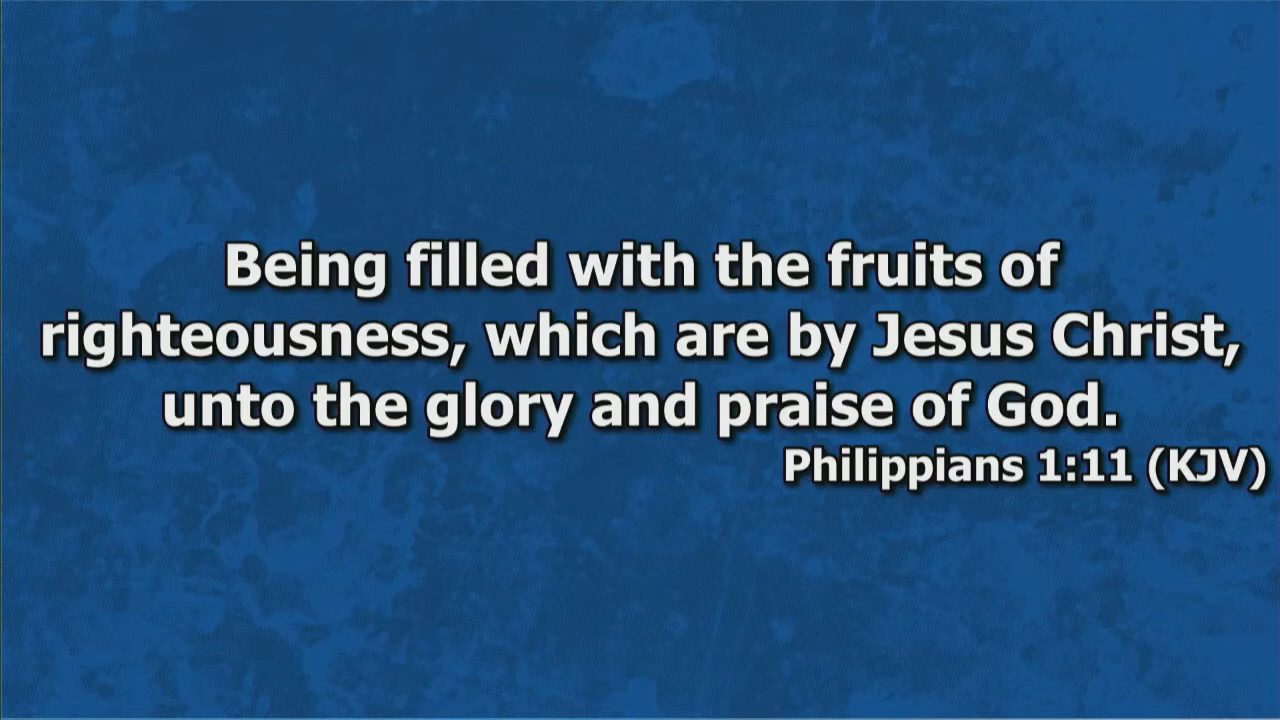 Being filled with the fruits of
righteousness, which are by Jesus Christ,
unto the glory and praise of God.
Philippians 1:11 (KJV)